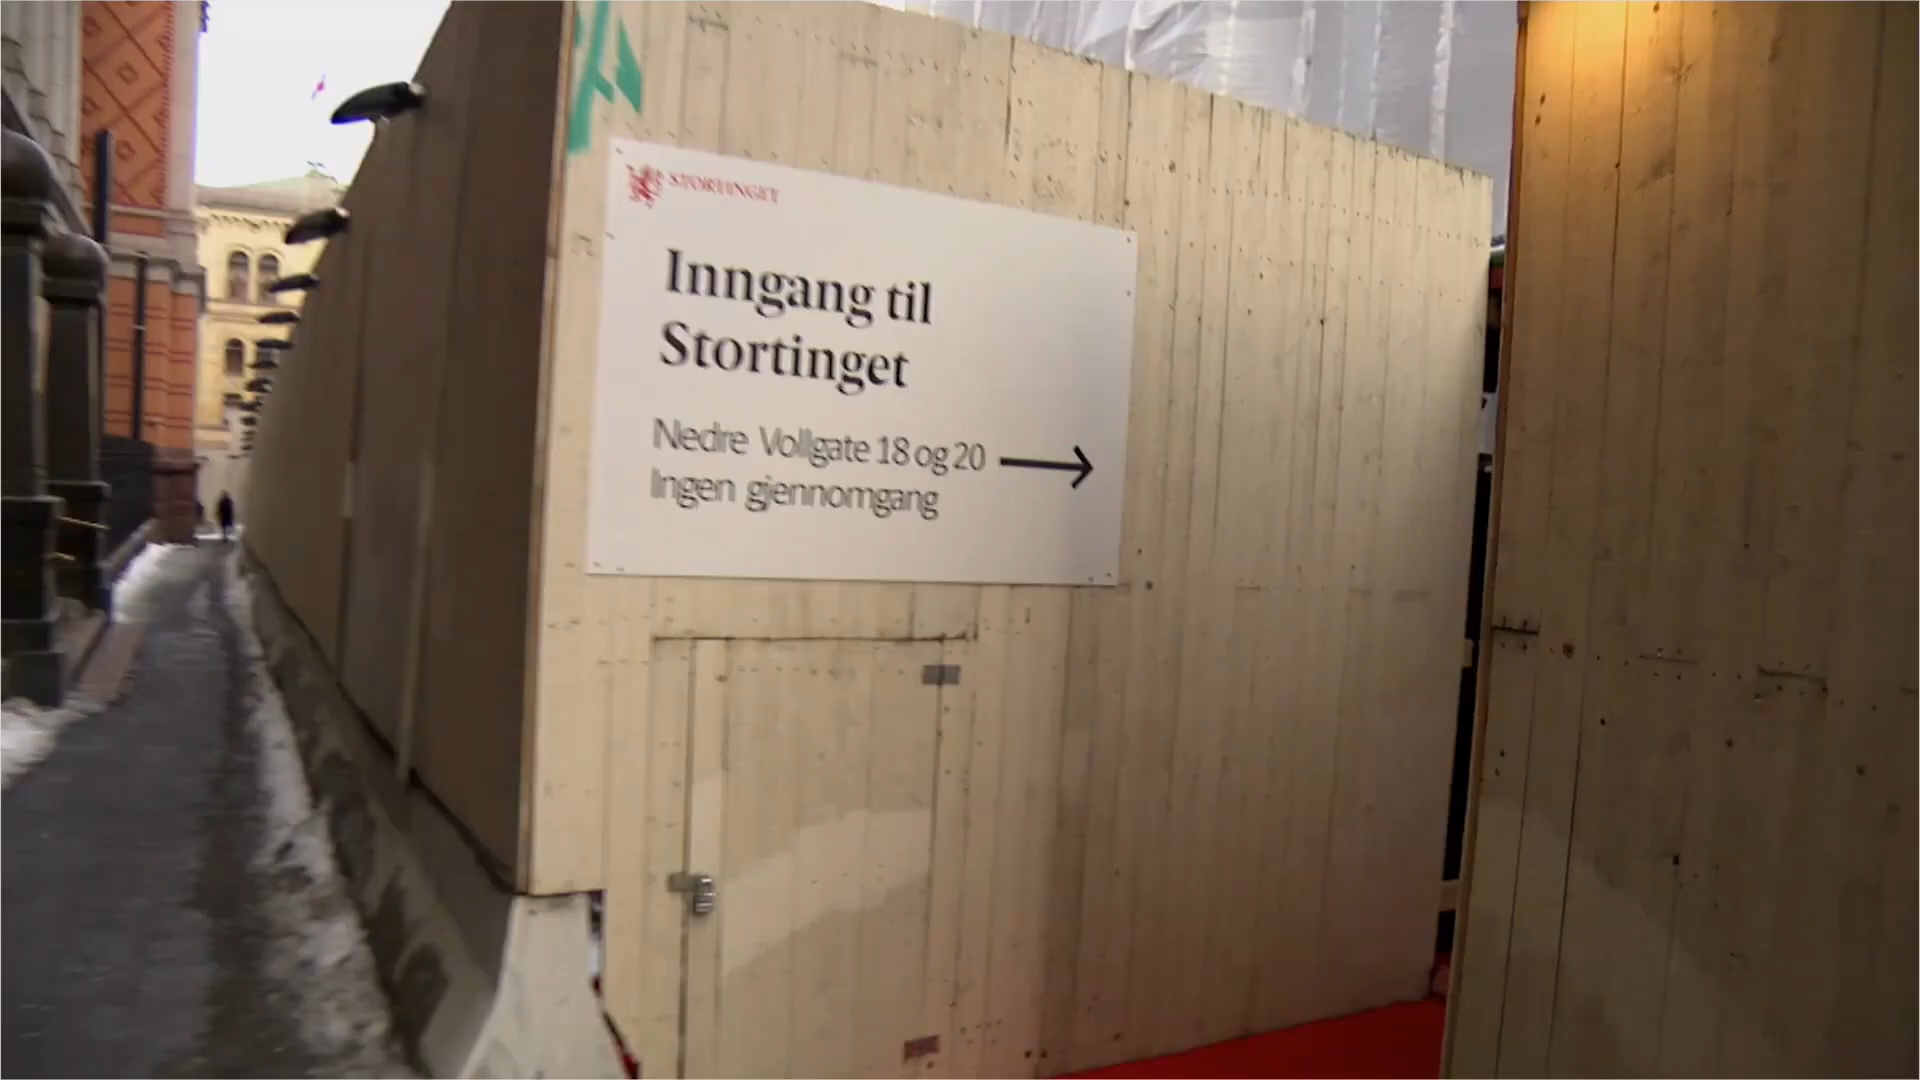 STORTINGET
Inngang til
Stortinget
Nedre Vollgate 18 og 20
Ingen gjennomgang